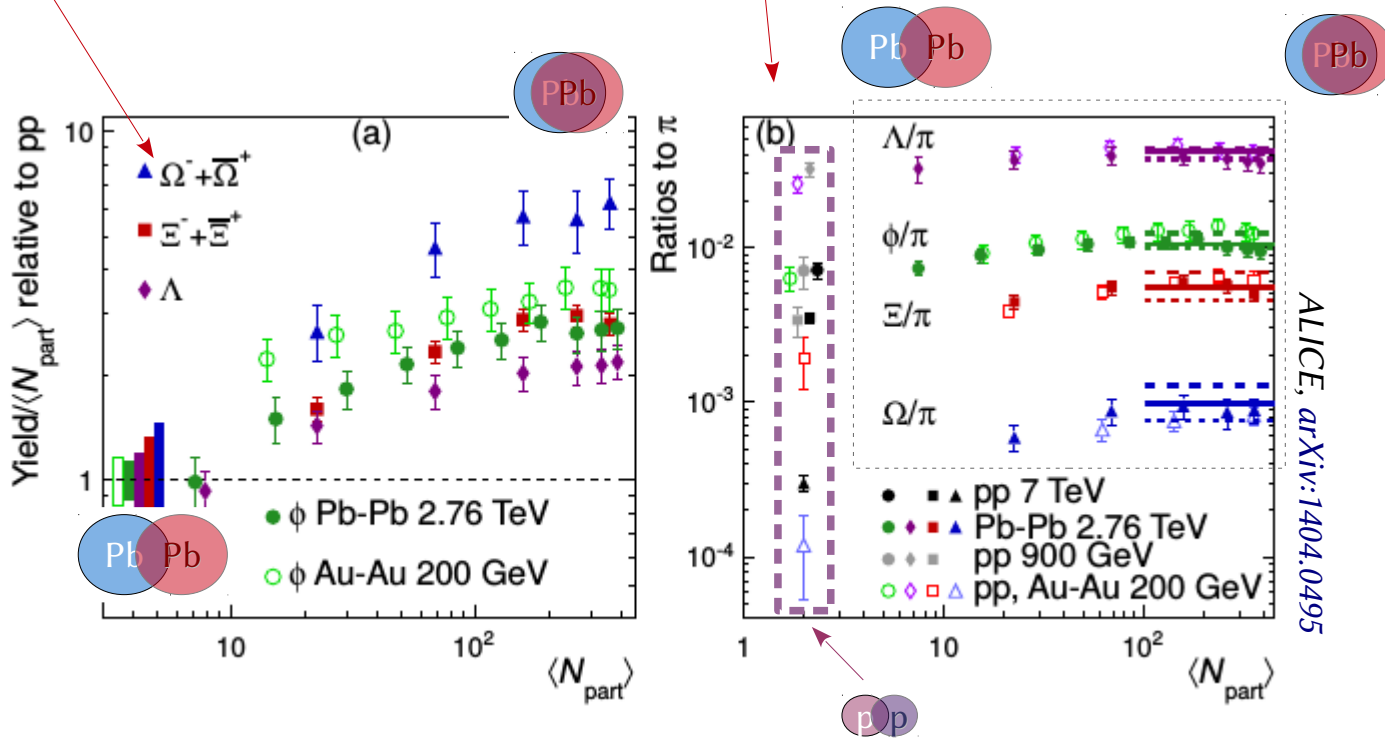 Pb Pb
Pb Pb
Pb Pb
(a)
10
1
Yield/⟨N_part⟩ relative to pp
Ω⁻+Ω̅⁺
Ξ⁻+Ξ̅⁺
Λ
ϕ Pb-Pb 2.76 TeV
ϕ Au-Au 200 GeV
Pb Pb
10 10²
⟨N_part⟩
(b)
Ratios to π
10⁻²
10⁻³
10⁻⁴
Λ/π
ϕ/π
Ξ/π
Ω/π
pp 7 TeV
Pb-Pb 2.76 TeV
pp 900 GeV
pp, Au-Au 200 GeV
1 10 10²
⟨N_part⟩
p p
ALICE, arXiv:1404.0495